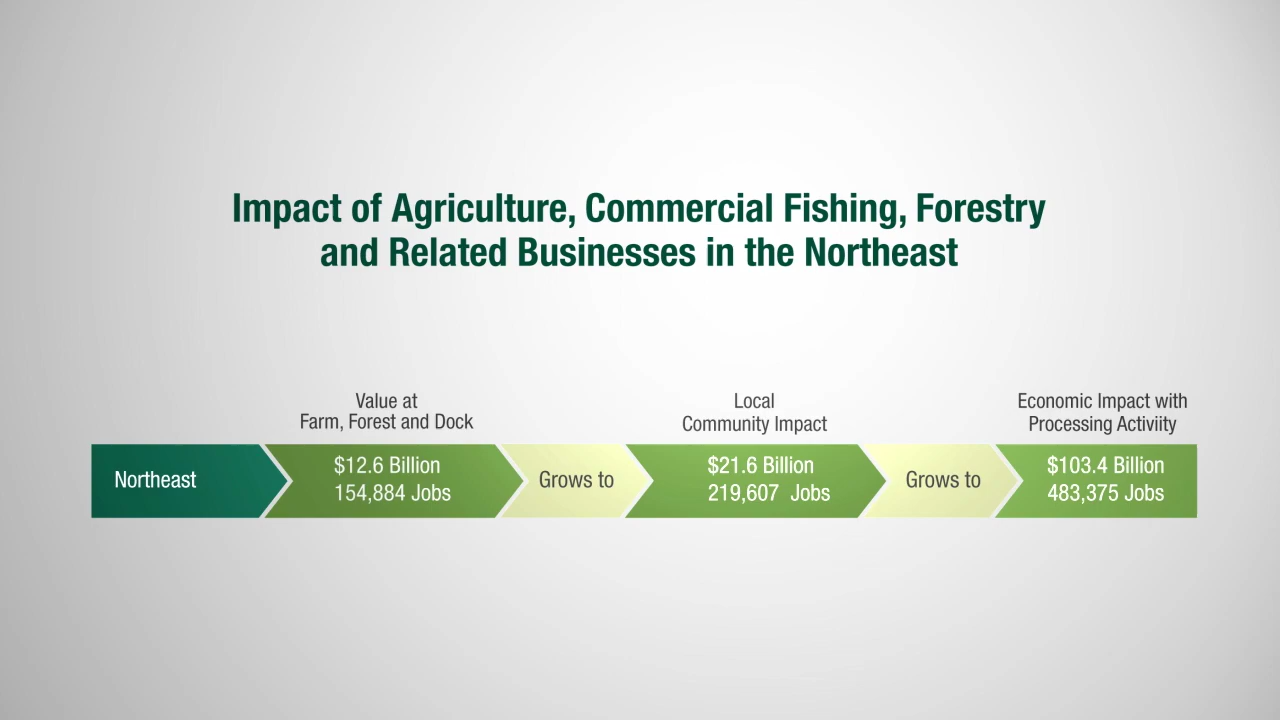 Impact of Agriculture, Commercial Fishing, Forestry
and Related Businesses in the Northeast
Value at
Farm, Forest and Dock
Local
Community Impact
Economic Impact with
Processing Activiity
Northeast
$12.6 Billion
154,884 Jobs
Grows to
$21.6 Billion
219,607 Jobs
Grows to
$103.4 Billion
483,375 Jobs